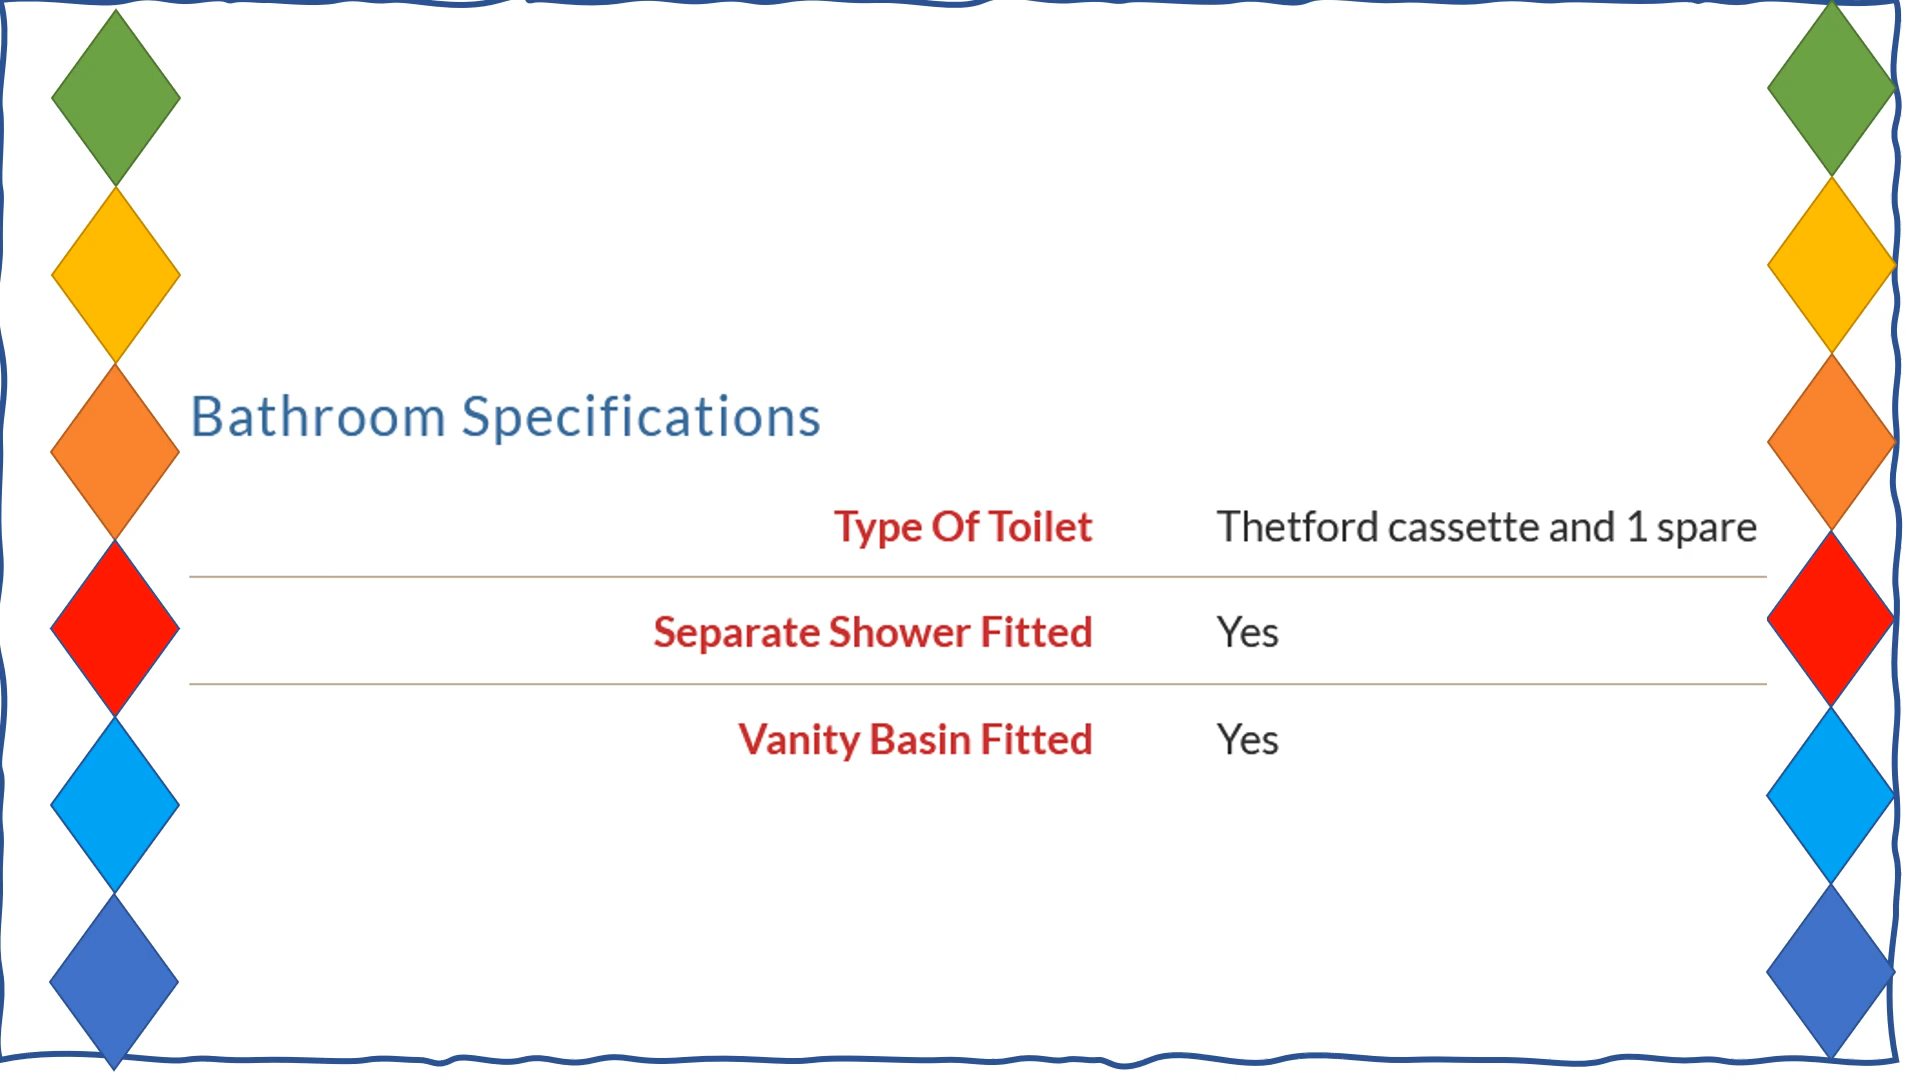 Bathroom Specifications
Type Of Toilet Thetford cassette and 1 spare
Separate Shower Fitted Yes
Vanity Basin Fitted Yes